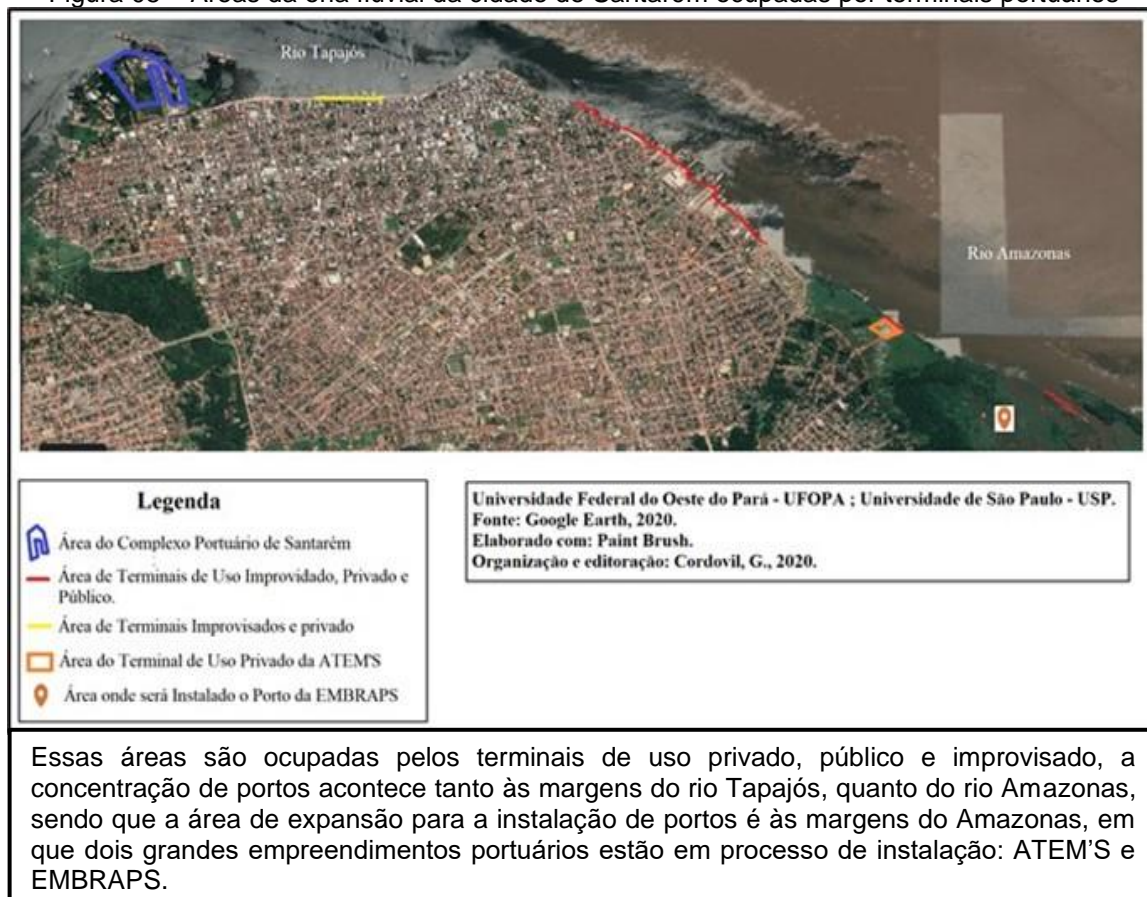 Rio Tapajós
Rio Amazonas
Legenda
Área do Complexo Portuário de Santarém
Área de Terminais de Uso Improvidado, Privado e
Público.
Área de Terminais Improvisados e privado
Área do Terminal de Uso Privado da ATEM'S
Área onde será Instalado o Porto da EMBRAPS
Universidade Federal do Oeste do Pará - UFOPA ; Universidade de São Paulo - USP.
Fonte: Google Earth, 2020.
Elaborado com: Paint Brush.
Organização e editoração: Cordovil, G., 2020.
Essas áreas são ocupadas pelos terminais de uso privado, público e improvisado, a
concentração de portos acontece tanto às margens do rio Tapajós, quanto do rio Amazonas,
sendo que a área de expansão para a instalação de portos é às margens do Amazonas, em
que dois grandes empreendimentos portuários estão em processo de instalação: ATEM'S e
EMBRAPS.